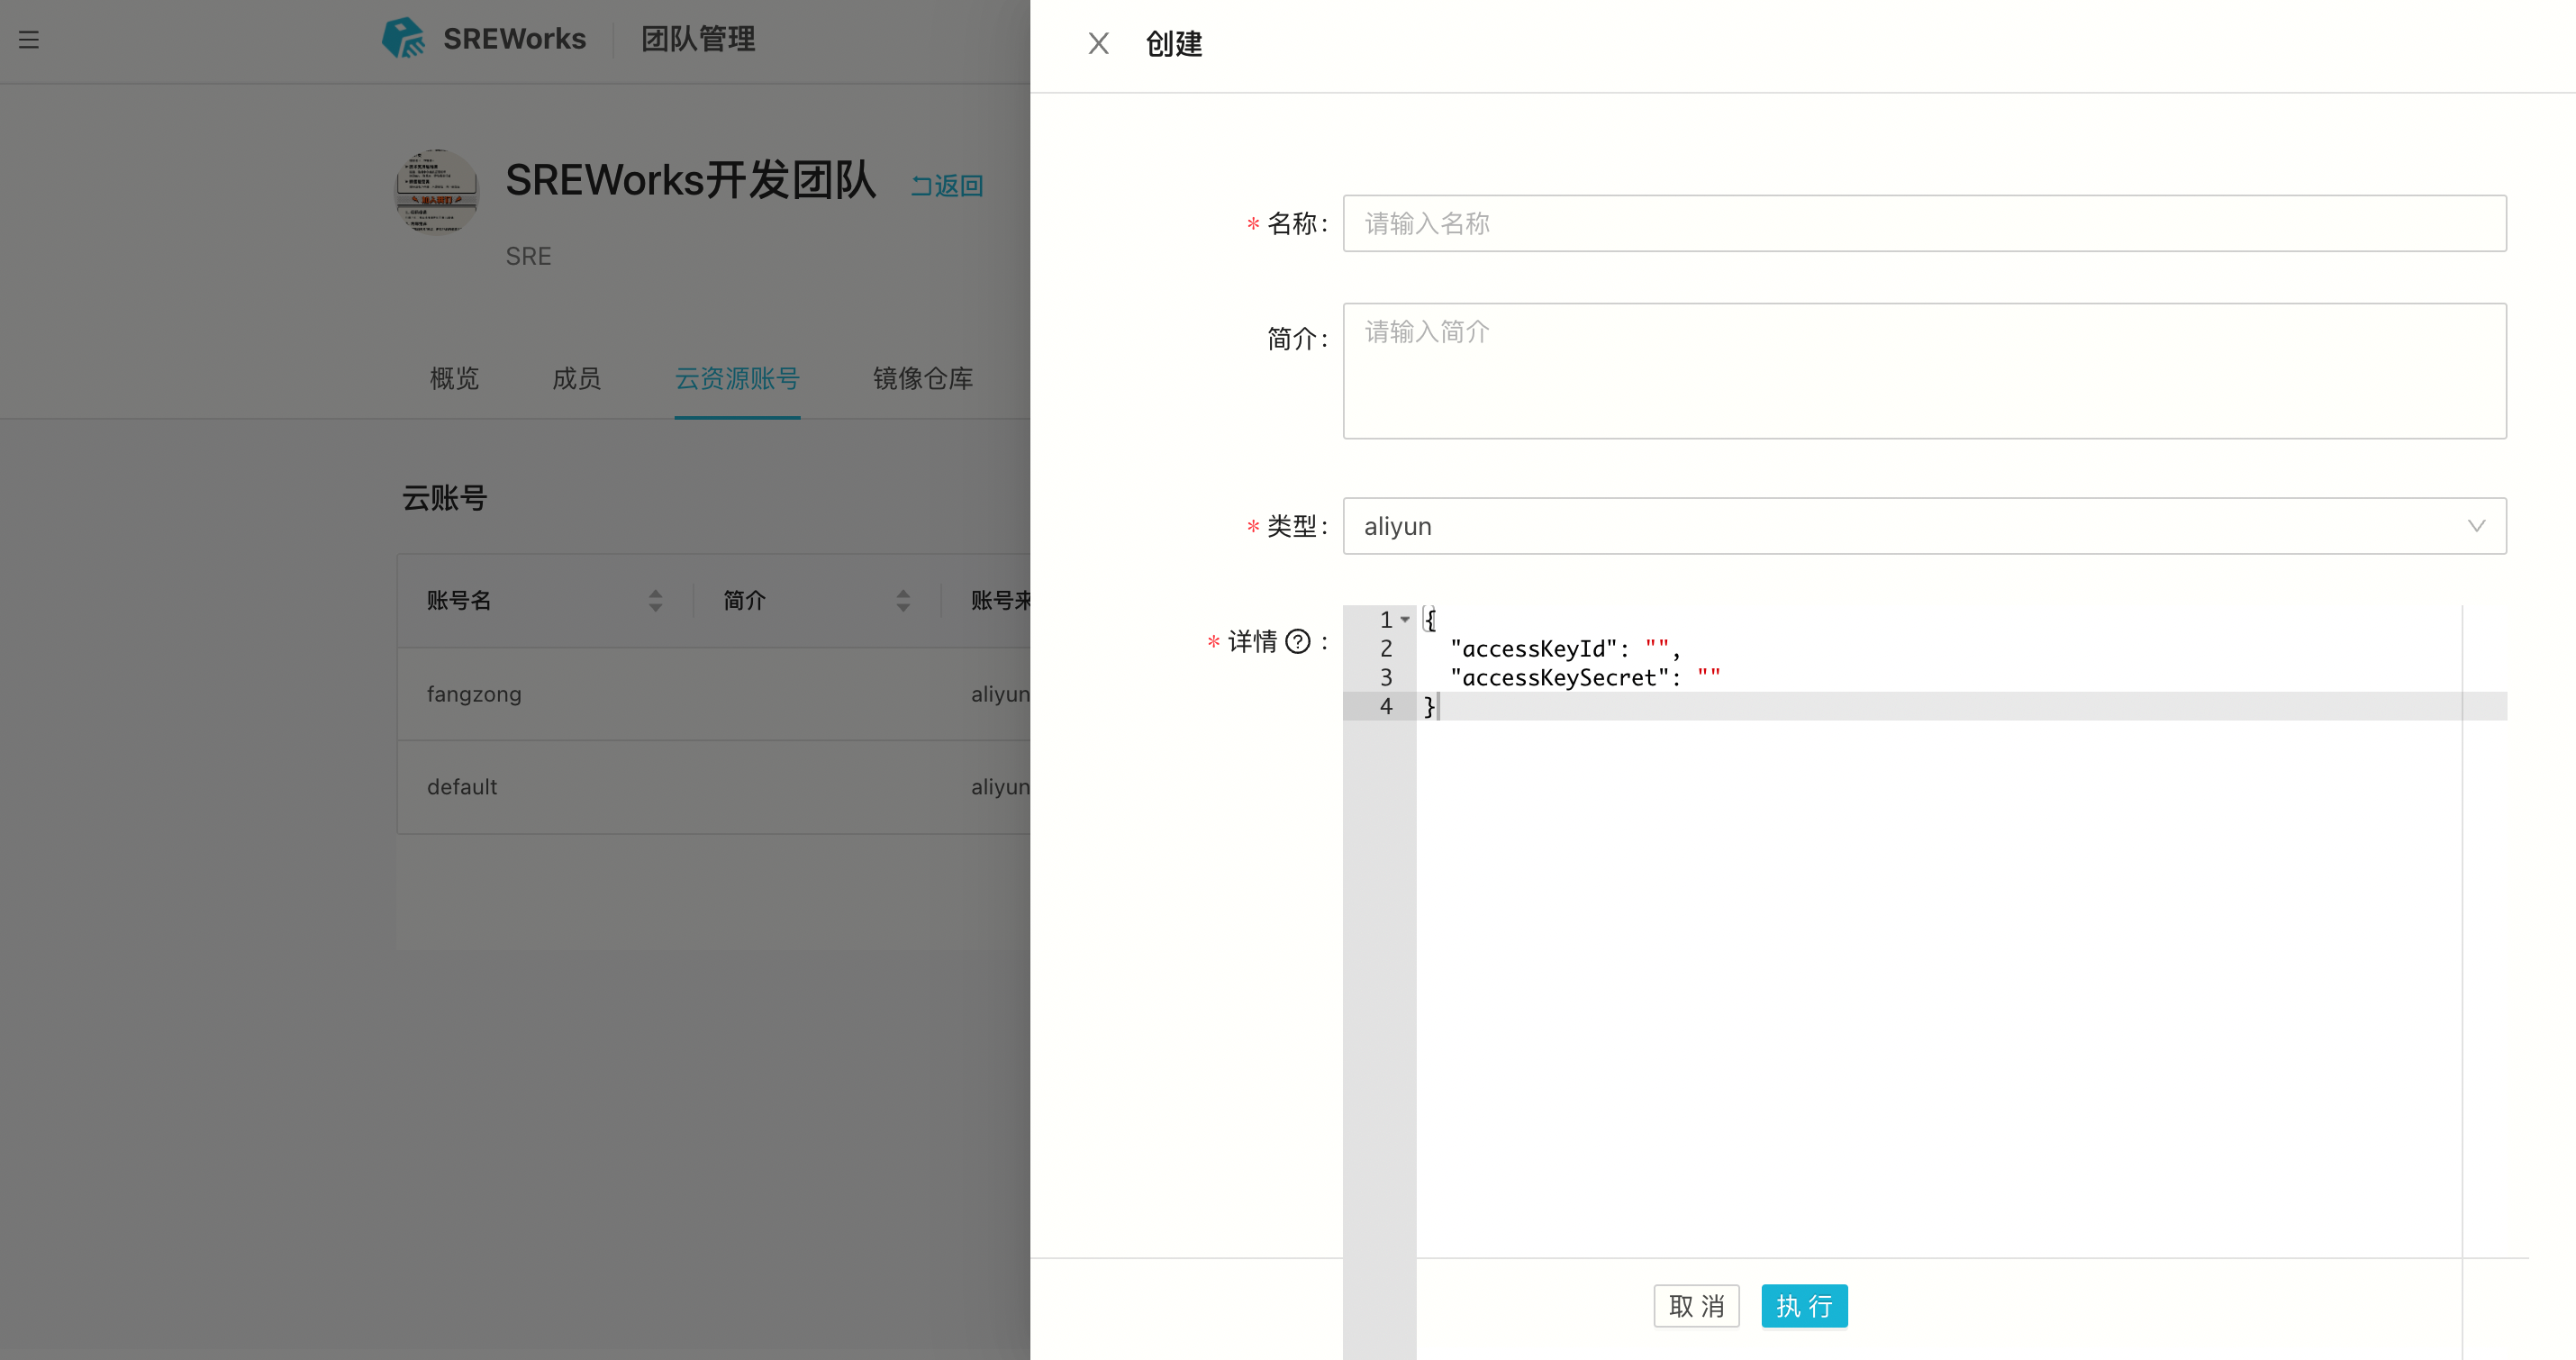 SREWorks
团队管理
SREWorks开发团队
返回
SRE
概览
成员
云资源账号
镜像仓库
云账号
账号名
简介
账号来
fangzong
aliyun
default
aliyun
创建
* 名称:
请输入名称
简介:
请输入简介
* 类型:
aliyun
* 详情 ? :
1 {
2 "accessKeyId": "",
3 "accessKeySecret": ""
4 }
取 消
执 行